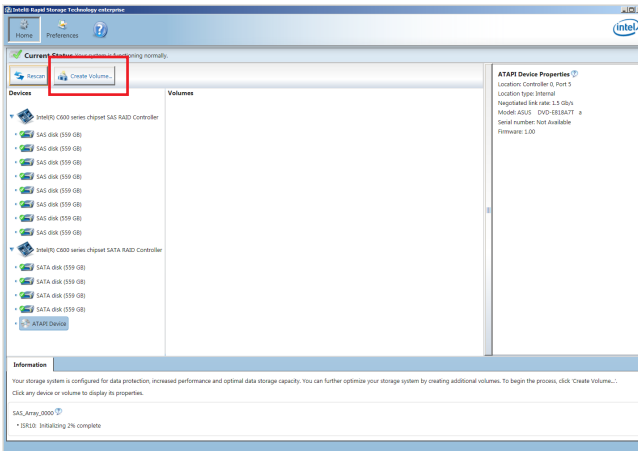 Intel® Rapid Storage Technology enterprise
Home
Preferences
intel
Current Status Your system is functioning normally.
Rescan
Create Volume...
Devices
Volumes
Intel(R) C600 series chipset SAS RAID Controller
SAS disk (559 GB)
SAS disk (559 GB)
SAS disk (559 GB)
SAS disk (559 GB)
SAS disk (559 GB)
SAS disk (559 GB)
SAS disk (559 GB)
SAS disk (559 GB)
Intel(R) C600 series chipset SATA RAID Controller
SATA disk (559 GB)
SATA disk (559 GB)
SATA disk (559 GB)
SATA disk (559 GB)
ATAPI Device
ATAPI Device Properties
Location: Controller 0, Port 5
Location type: Internal
Negotiated link rate: 1.5 Gb/s
Model: ASUS DVD-E818A7T a
Serial number: Not Available
Firmware: 1.00
Information
Your storage system is configured for data protection, increased performance and optimal data storage capacity. You can further optimize your storage system by creating additional volumes. To begin the process, click 'Create Volume...'.
Click any device or volume to display its properties.
SAS_Array_0000
• ISR10: Initializing 2% complete